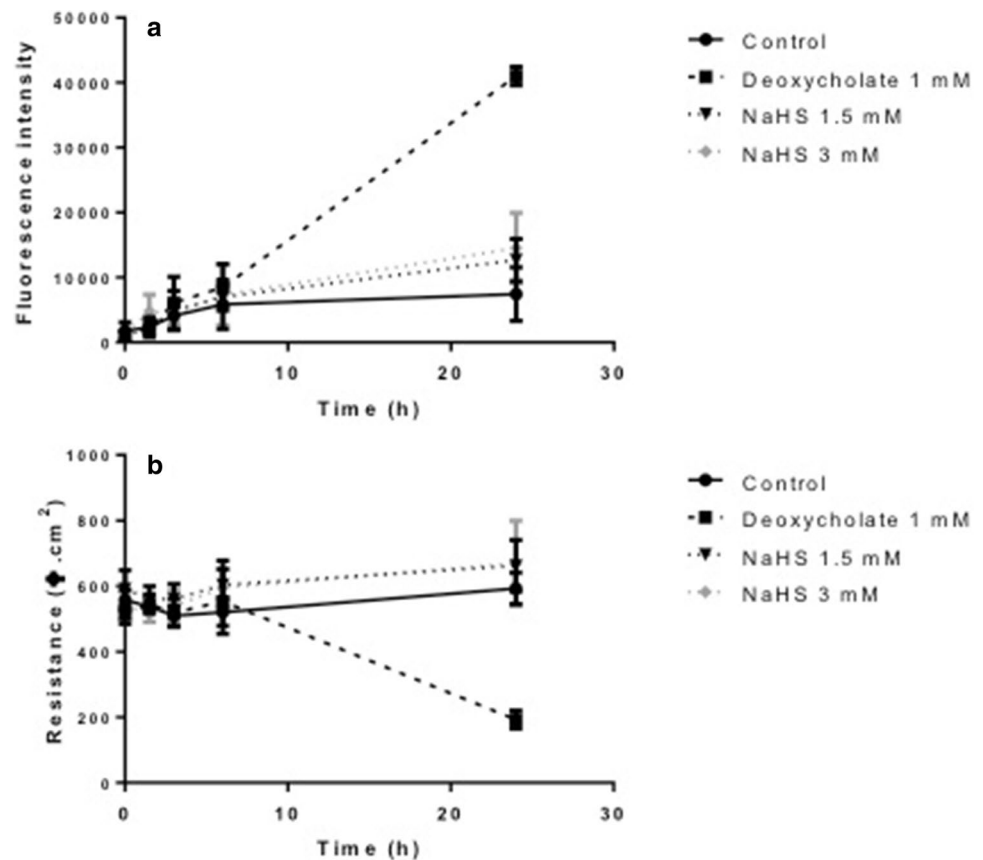 a
50000
40000
30000
20000
10000
0
Fluorescence intensity
0 10 20 30
Time (h)
Control
Deoxycholate 1 mM
NaHS 1.5 mM
NaHS 3 mM
b
1000
800
600
400
200
0
Resistance (�.cm²)
0 10 20 30
Time (h)
Control
Deoxycholate 1 mM
NaHS 1.5 mM
NaHS 3 mM